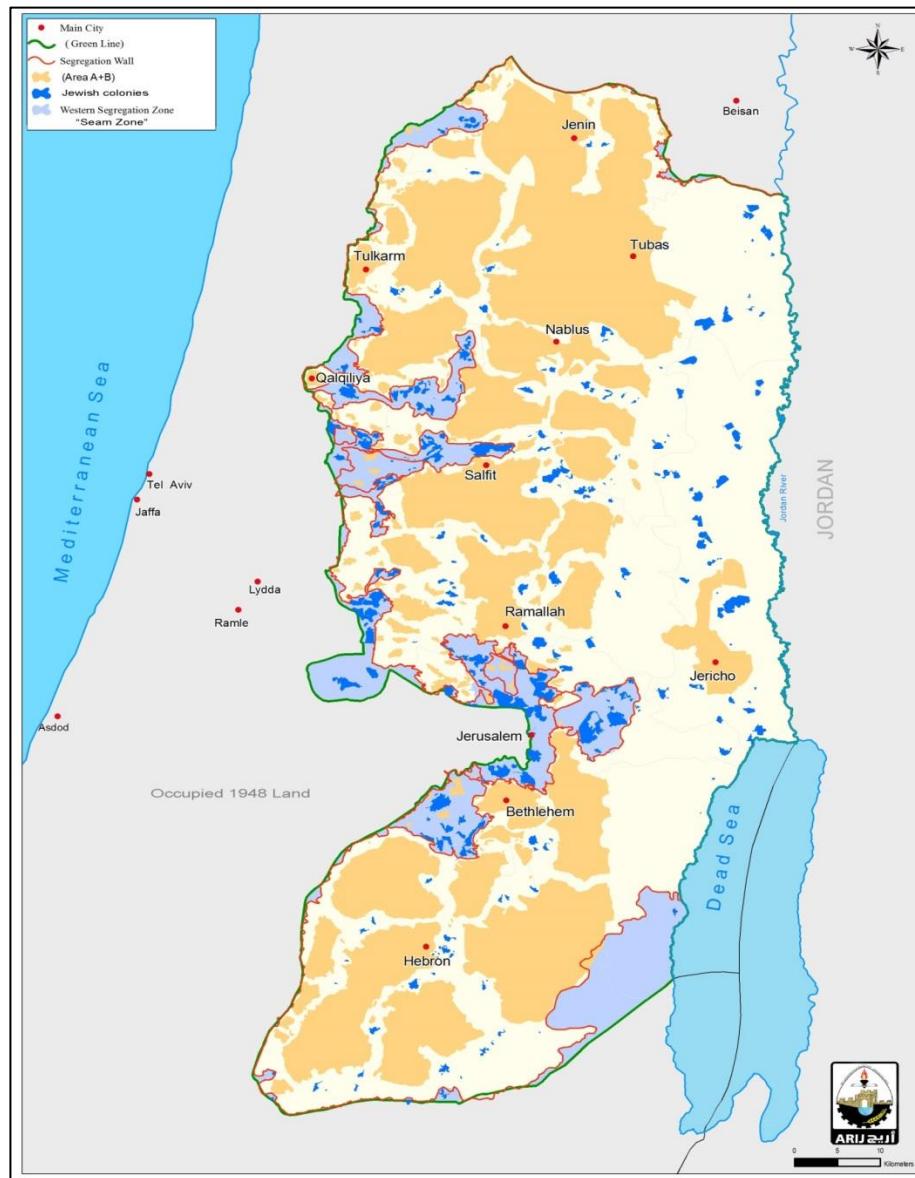 Main City
(Green Line)
Segregation Wall
(Area A+B)
Jewish colonies
Western Segregation Zone
"Seam Zone"
N
W
E
S
Beisan
Jenin
Tubas
Tulkarm
Nablus
Qalqiliya
Mediterranean Sea
Tel Aviv
Jaffa
Salfit
Jordan River
JORDAN
Lydda
Ramle
Ramallah
Jericho
Asdod
Jerusalem
Occupied 1948 Land
Bethlehem
Dead Sea
Hebron
ARIJ أريج
0 5 10
Kilometers